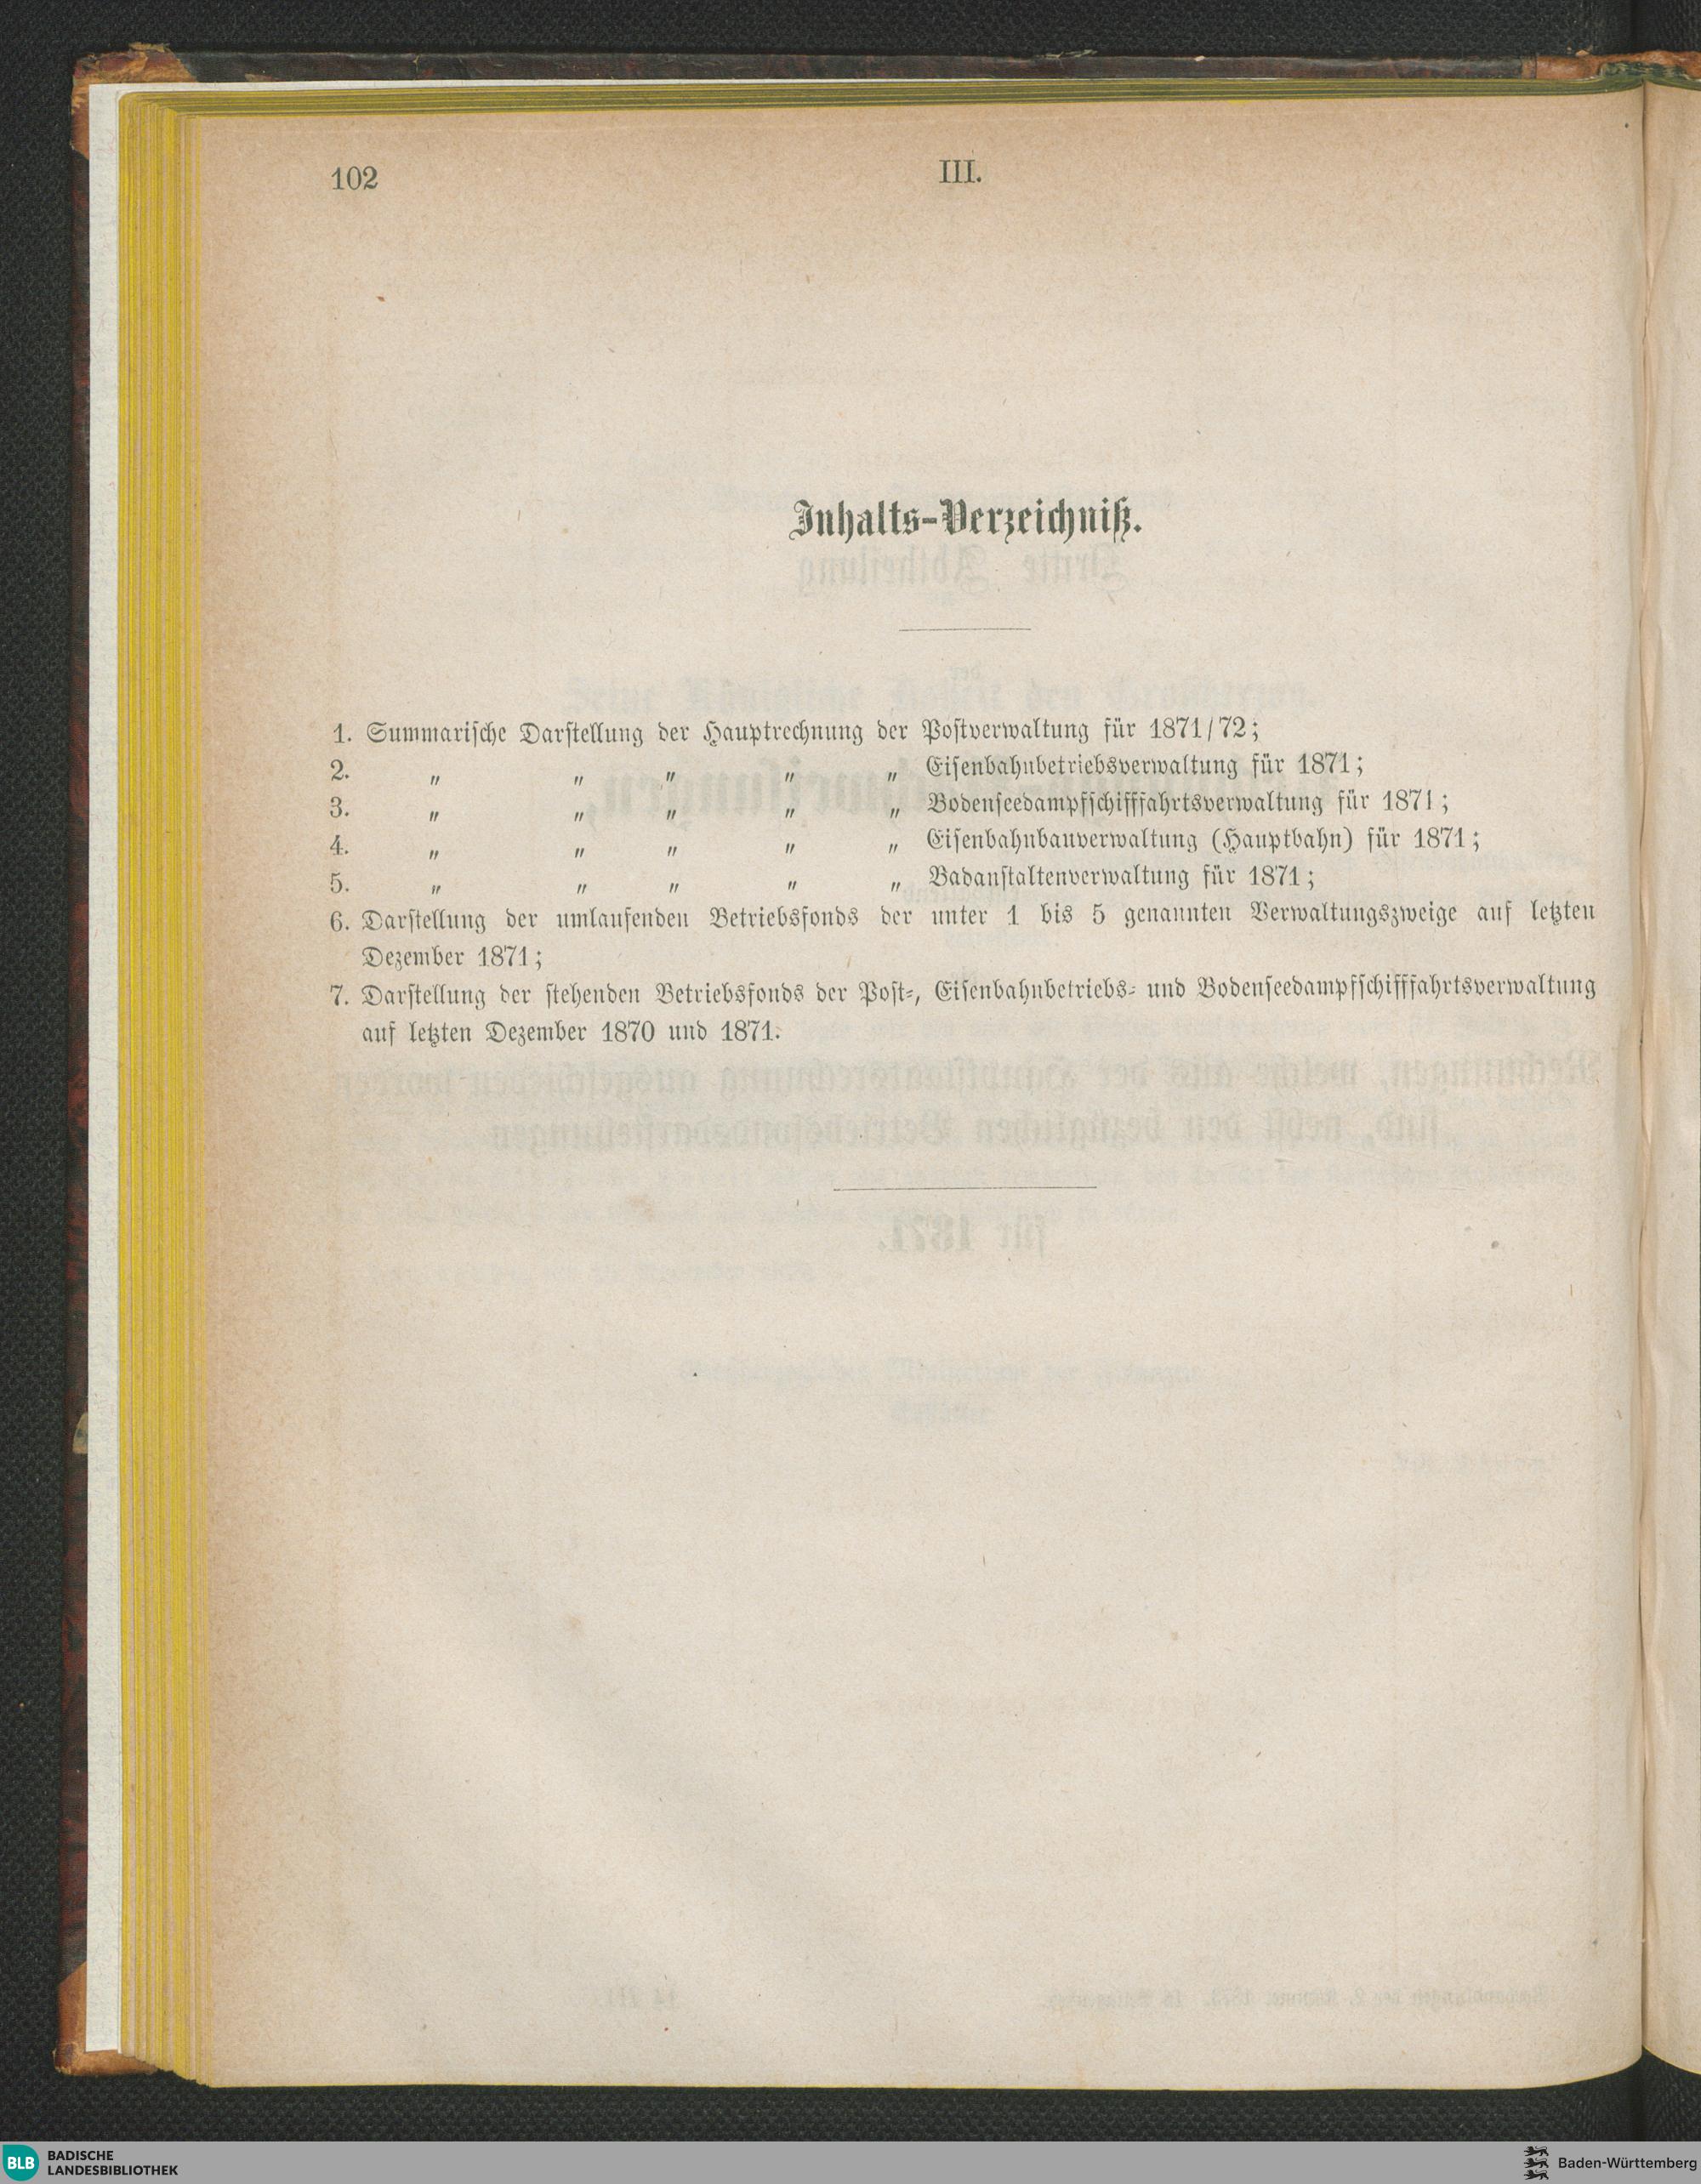 102
III.
Inhalts-Verzeichniß.
1. Summarische Darstellung der Hauptrechnung der Postverwaltung für 1871/72;
2. „ „ „ „ „ Eisenbahnbetriebsverwaltung für 1871;
3. „ „ „ „ „ Bodenseedampfschifffahrtsverwaltung für 1871;
4. „ „ „ „ „ Eisenbahnbauverwaltung (Hauptbahn) für 1871;
5. „ „ „ „ „ Badanstaltenverwaltung für 1871;
6. Darstellung der umlaufenden Betriebsfonds der unter 1 bis 5 genannten Verwaltungszweige auf letzten
Dezember 1871;
7. Darstellung der stehenden Betriebsfonds der Post-, Eisenbahnbetriebs- und Bodenseedampfschifffahrtsverwaltung
auf letzten Dezember 1870 und 1871.
BLB BADISCHE
LANDESBIBLIOTHEK
Baden-Württemberg